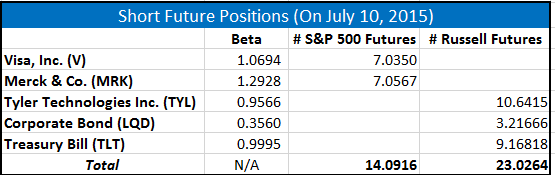 Short Future Positions (On July 10, 2015)
Beta # S&P 500 Futures # Russell Futures
Visa, Inc. (V) 1.0694 7.0350
Merck & Co. (MRK) 1.2928 7.0567
Tyler Technologies Inc. (TYL) 0.9566 10.6415
Corporate Bond (LQD) 0.3560 3.21666
Treasury Bill (TLT) 0.9995 9.16818
Total N/A 14.0916 23.0264